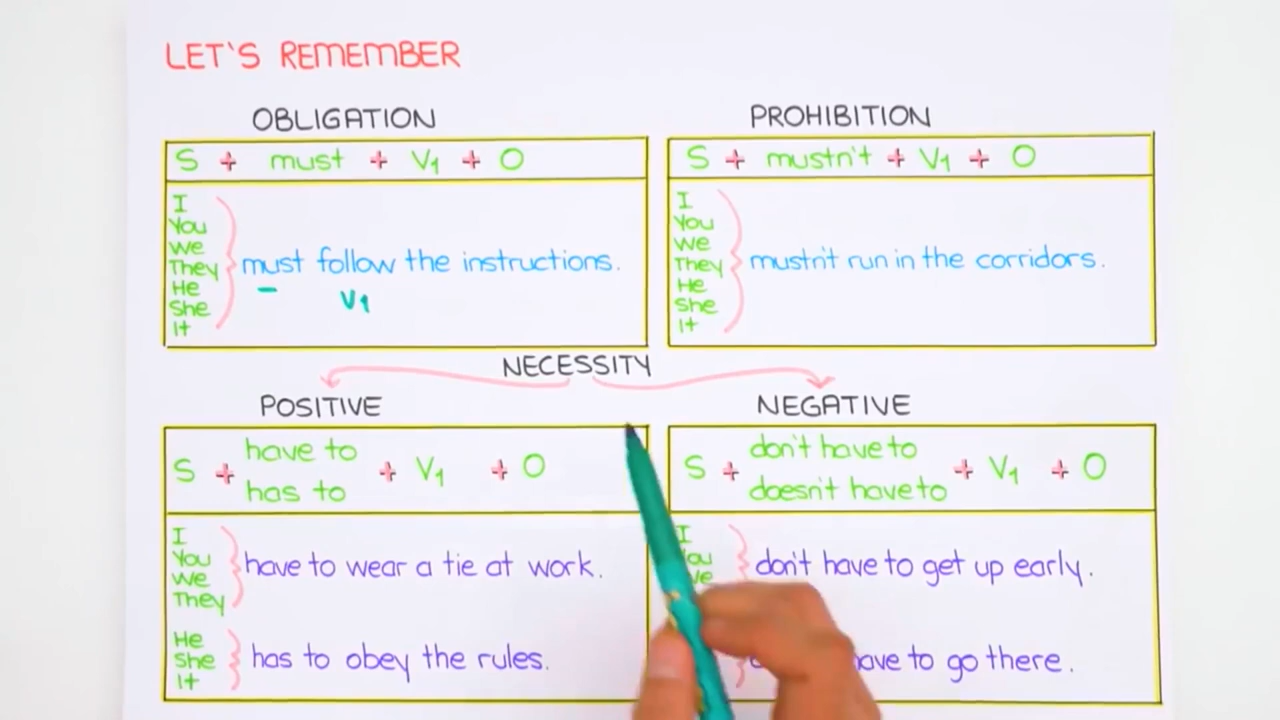 LET'S REMEMBER
OBLIGATION
S + must + V1 + O
I
You
We
They
He
She
It
must follow the instructions.
V1
PROHIBITION
S + mustn't + V1 + O
I
You
We
They
He
She
It
mustn't run in the corridors.
NECESSITY
POSITIVE
S + have to + V1 + O
has to
I
You
We
They
have to wear a tie at work.
He
She
It
has to obey the rules.
NEGATIVE
S + don't have to + V1 + O
doesn't have to
I
don't have to get up early.
to go there.